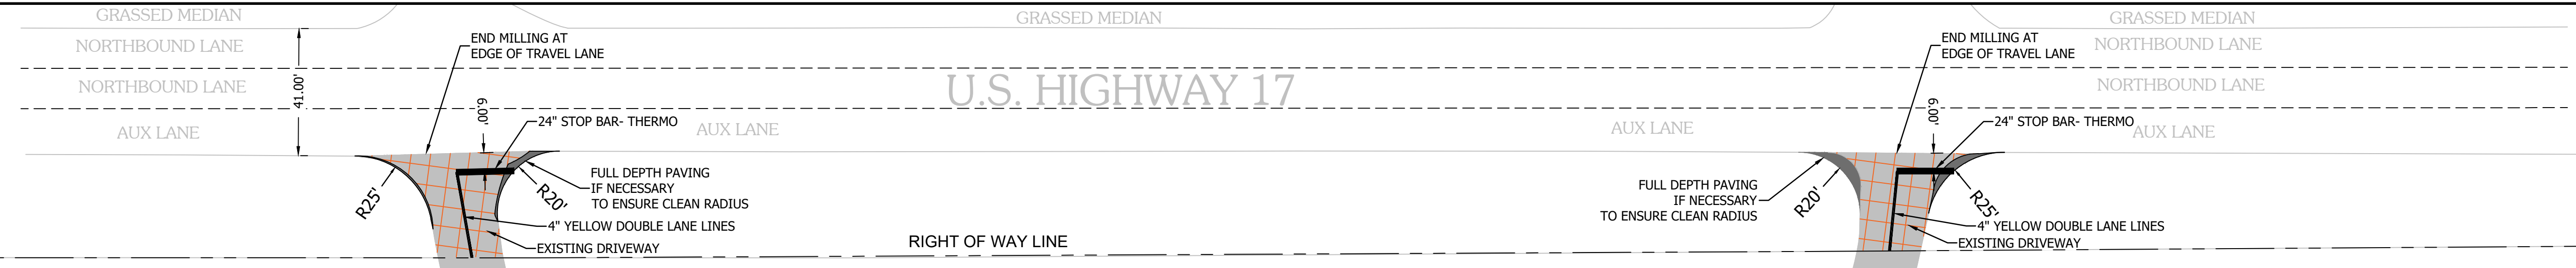 GRASSED MEDIAN
GRASSED MEDIAN
GRASSED MEDIAN
NORTHBOUND LANE
END MILLING AT
EDGE OF TRAVEL LANE
END MILLING AT
EDGE OF TRAVEL LANE
NORTHBOUND LANE
NORTHBOUND LANE
41.00'
U.S. HIGHWAY 17
NORTHBOUND LANE
AUX LANE
6.00'
24" STOP BAR- THERMO
AUX LANE
AUX LANE
6.00'
24" STOP BAR- THERMO
AUX LANE
R25'
R20'
FULL DEPTH PAVING
IF NECESSARY
TO ENSURE CLEAN RADIUS
4" YELLOW DOUBLE LANE LINES
EXISTING DRIVEWAY
RIGHT OF WAY LINE
FULL DEPTH PAVING
IF NECESSARY
TO ENSURE CLEAN RADIUS
R20'
R25'
4" YELLOW DOUBLE LANE LINES
EXISTING DRIVEWAY